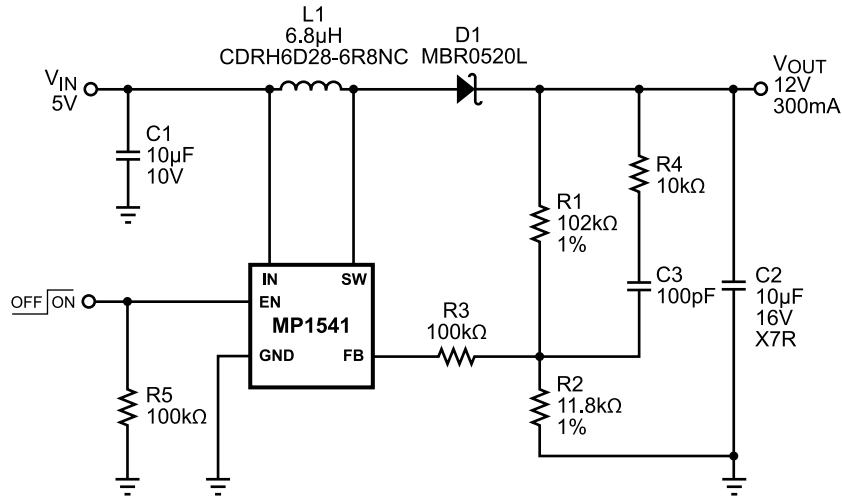 L1
6.8µH
CDRH6D28-6R8NC
D1
MBR0520L
VIN
5V
VOUT
12V
300mA
C1
10µF
10V
R4
10kΩ
R1
102kΩ
1%
IN
SW
C3
100pF
C2
10µF
16V
X7R
OFF ON
EN
MP1541
R3
100kΩ
GND
FB
R2
11.8kΩ
1%
R5
100kΩ